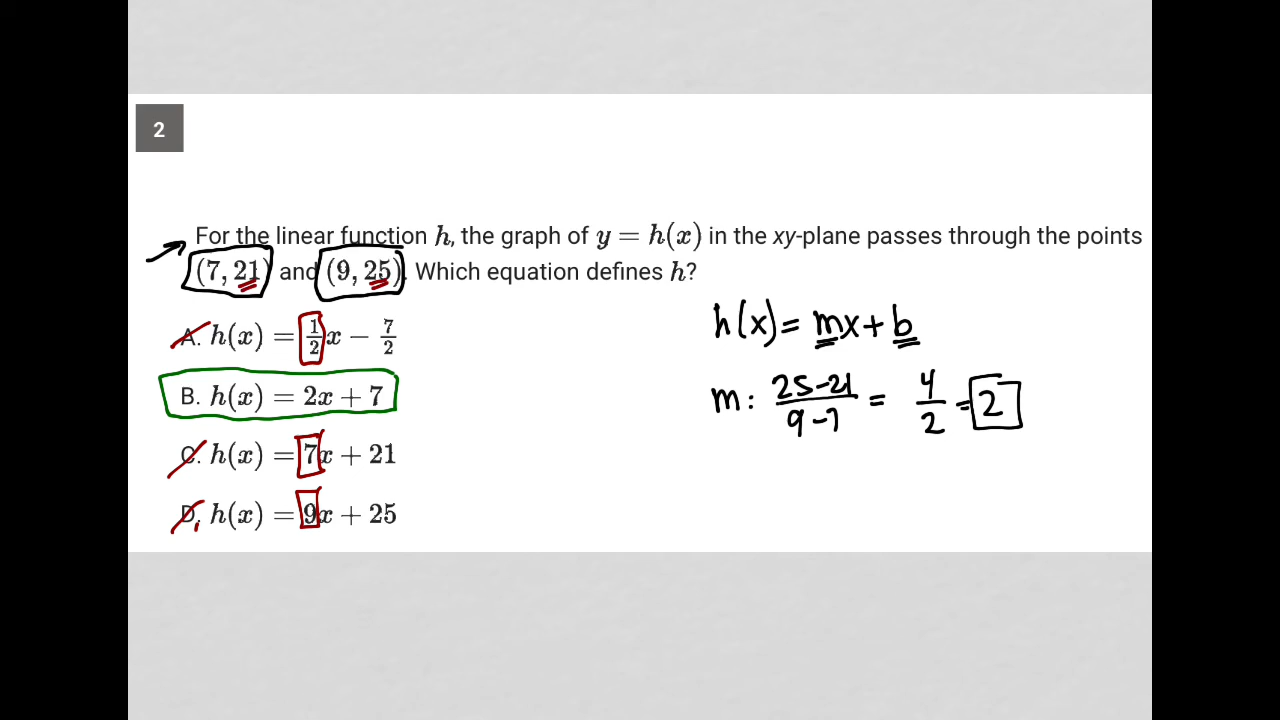 2
For the linear function h, the graph of y = h(x) in the xy-plane passes through the points
(7, 21) and (9, 25). Which equation defines h?
A. h(x) = 1/2 x − 7/2
B. h(x) = 2x + 7
C. h(x) = 7x + 21
D. h(x) = 9x + 25
h(x) = mx + b
m: 25-21/9-7 = 4/2 = 2